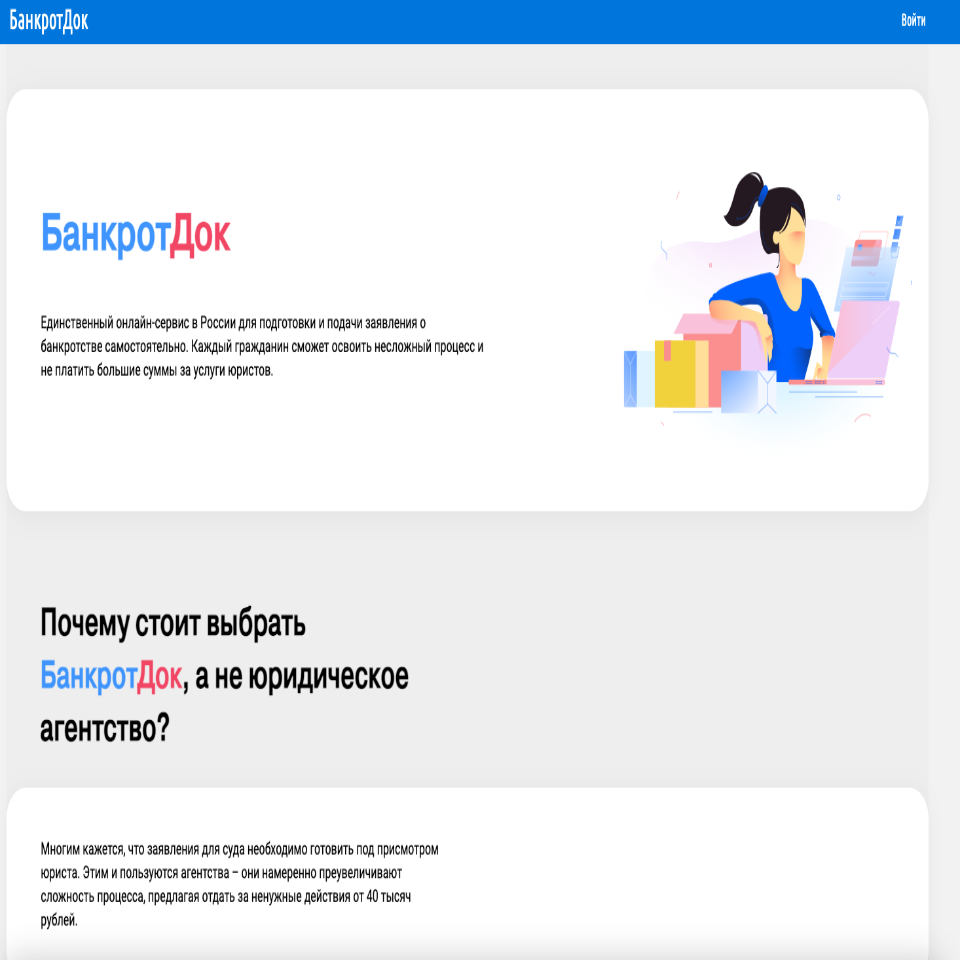 БанкротДок
Войти
БанкротДок
Единственный онлайн-сервис в России для подготовки и подачи заявления о
банкротстве самостоятельно. Каждый гражданин сможет освоить несложный процесс и
не платить большие суммы за услуги юристов.
Почему стоит выбрать
БанкротДок, а не юридическое
агентство?
Многим кажется, что заявления для суда необходимо готовить под присмотром
юриста. Этим и пользуются агентства – они намеренно преувеличивают
сложность процесса, предлагая отдать за ненужные действия от 40 тысяч
рублей.